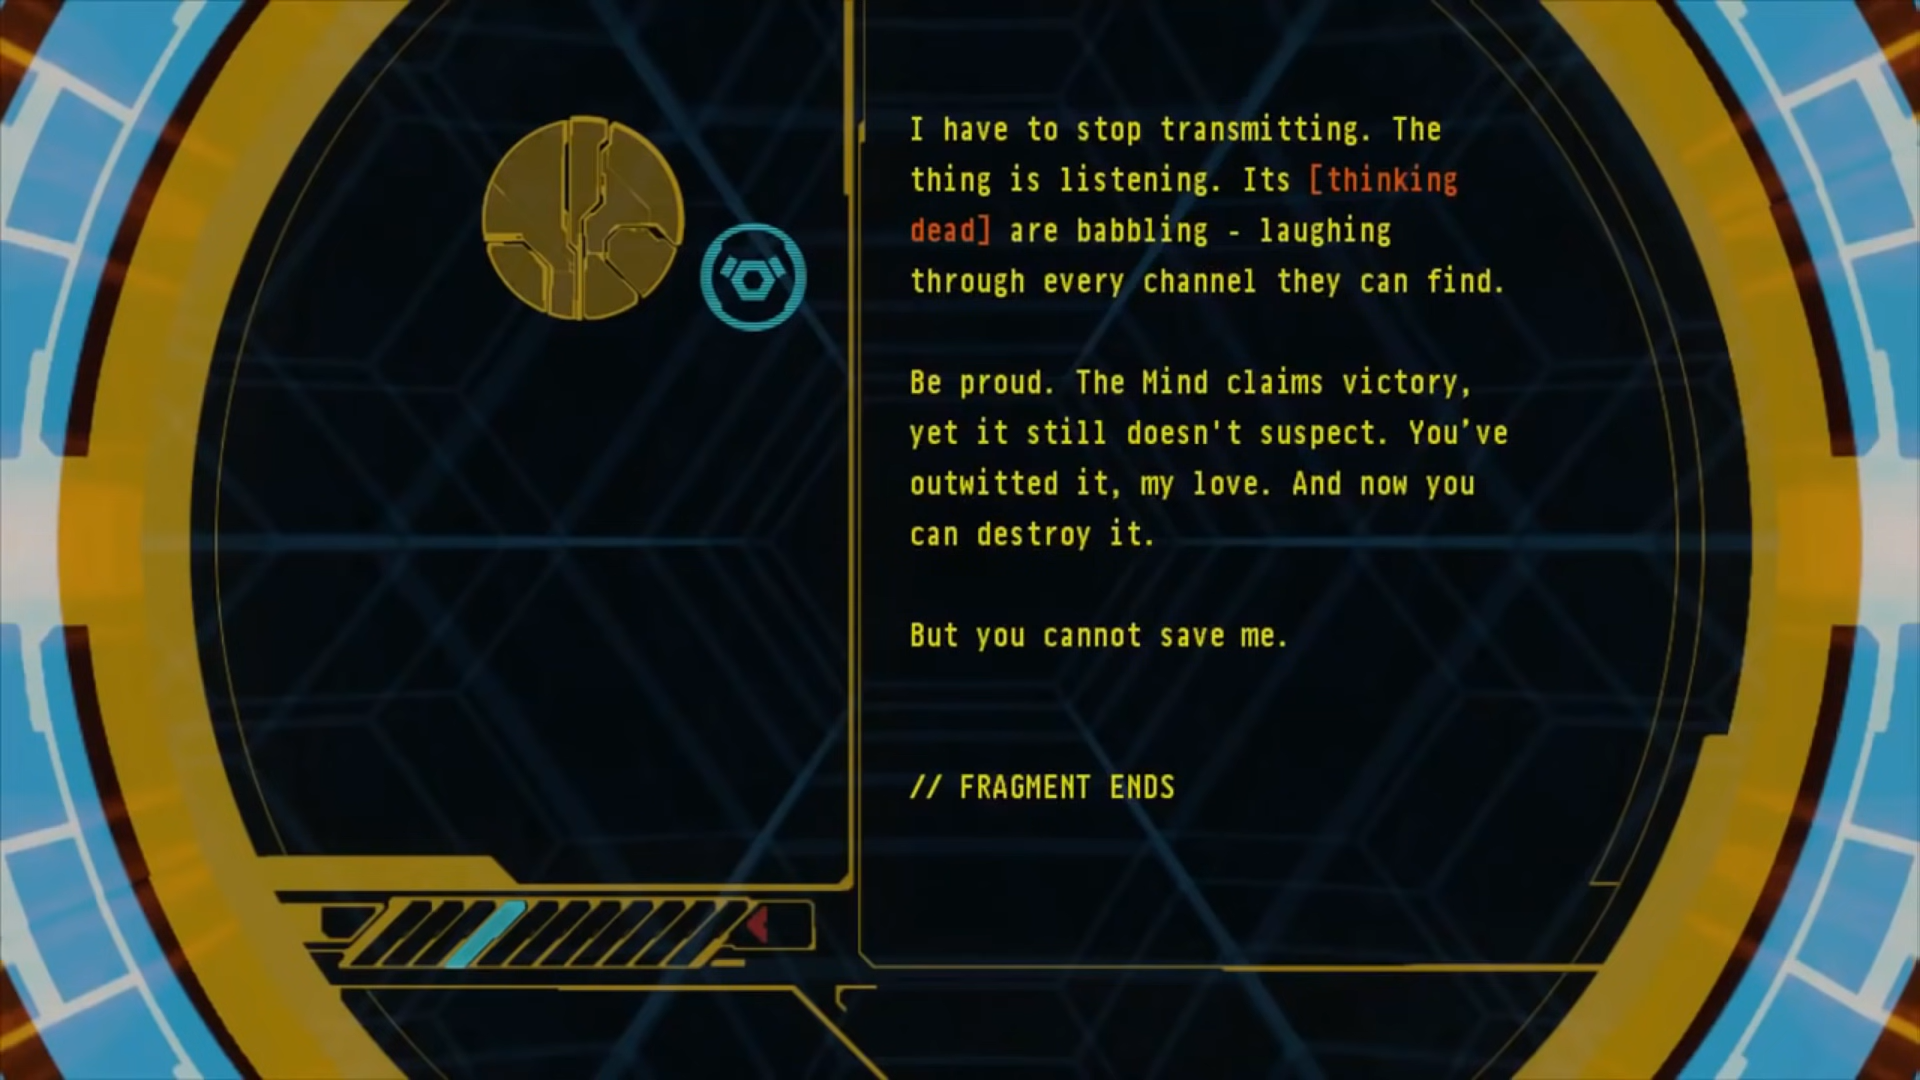 I have to stop transmitting. The
thing is listening. Its [thinking
dead] are babbling - laughing
through every channel they can find.
Be proud. The Mind claims victory,
yet it still doesn't suspect. You’ve
outwitted it, my love. And now you
can destroy it.
But you cannot save me.
// FRAGMENT ENDS